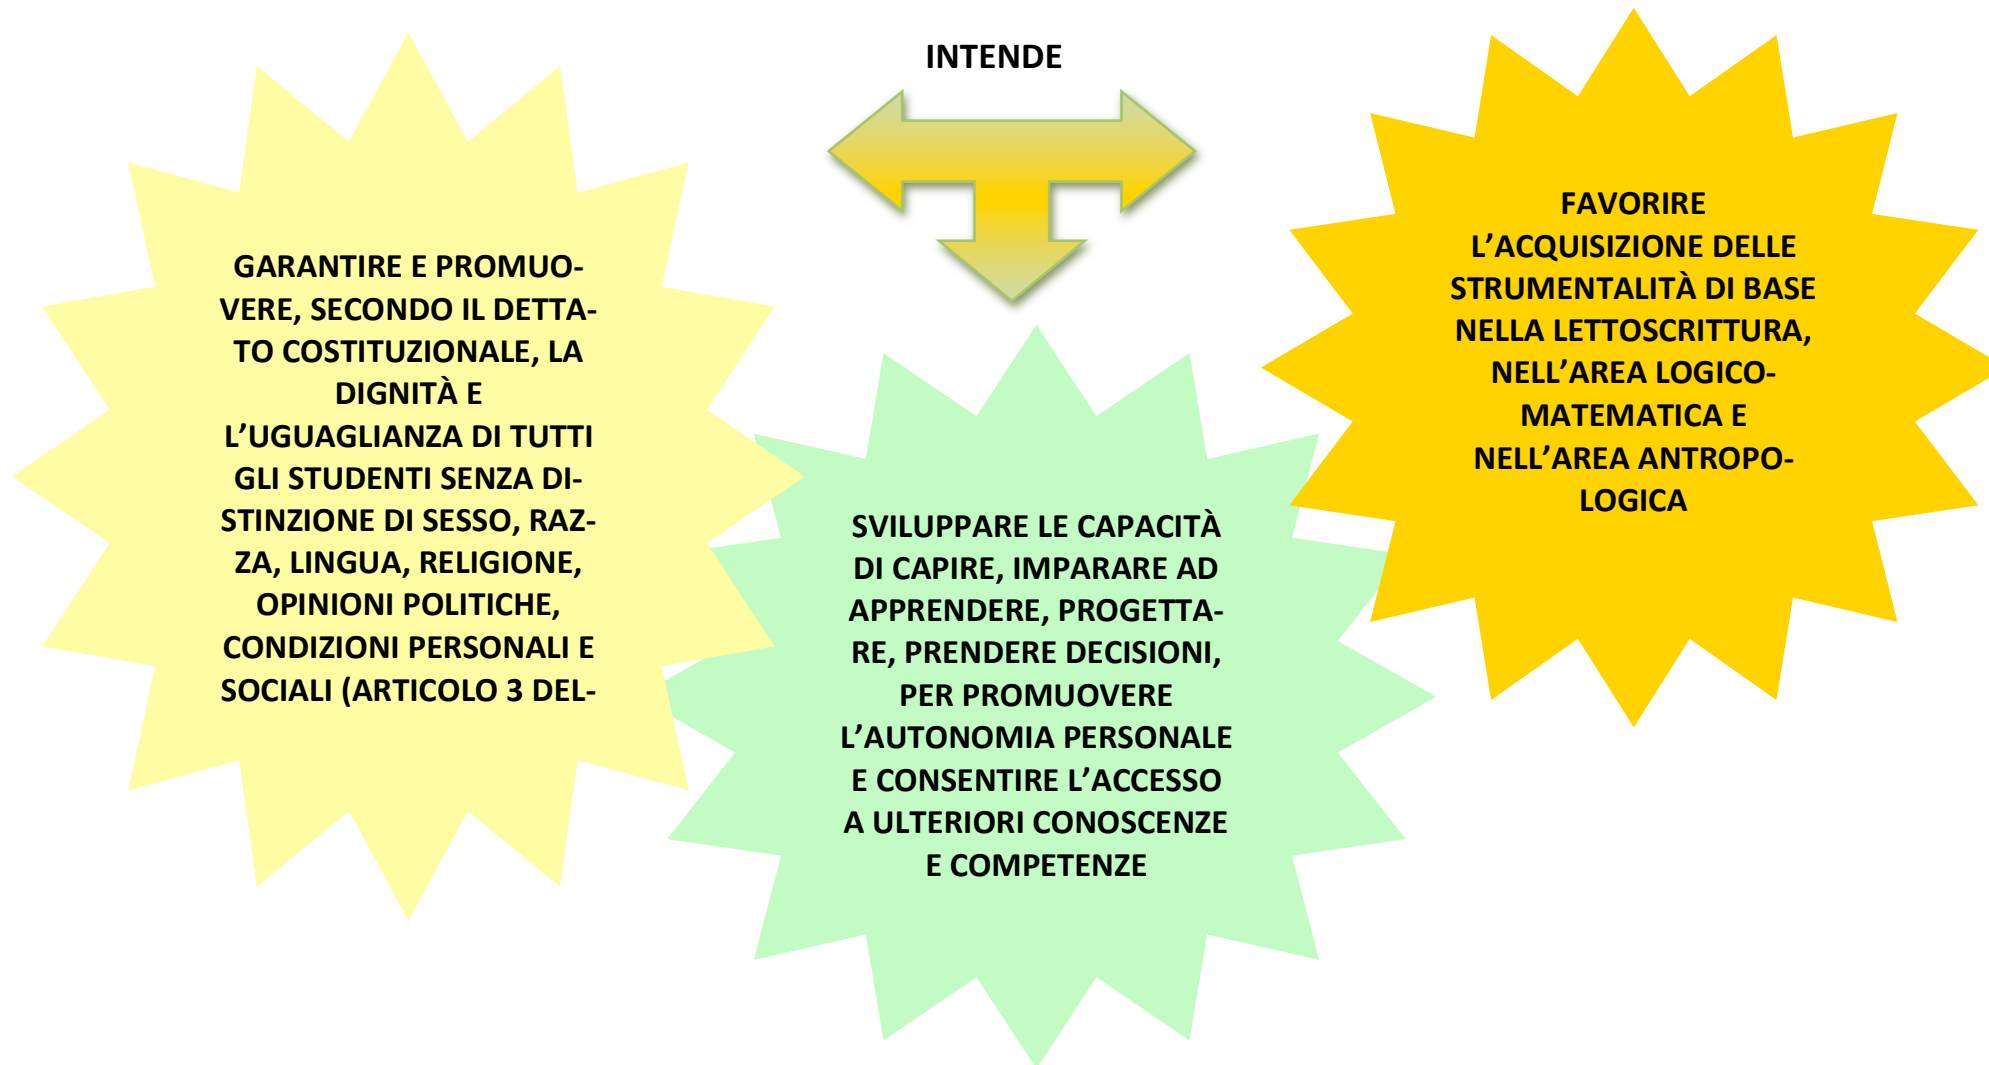 INTENDE
GARANTIRE E PROMUO-
VERE, SECONDO IL DETTA-
TO COSTITUZIONALE, LA
DIGNITÀ E
L’UGUAGLIANZA DI TUTTI
GLI STUDENTI SENZA DI-
STINZIONE DI SESSO, RAZ-
ZA, LINGUA, RELIGIONE,
OPINIONI POLITICHE,
CONDIZIONI PERSONALI E
SOCIALI (ARTICOLO 3 DEL-
SVILUPPARE LE CAPACITÀ
DI CAPIRE, IMPARARE AD
APPRENDERE, PROGETTA-
RE, PRENDERE DECISIONI,
PER PROMUOVERE
L’AUTONOMIA PERSONALE
E CONSENTIRE L’ACCESSO
A ULTERIORI CONOSCENZE
E COMPETENZE
FAVORIRE
L’ACQUISIZIONE DELLE
STRUMENTALITÀ DI BASE
NELLA LETTOSCRITTURA,
NELL’AREA LOGICO-
MATEMATICA E
NELL’AREA ANTROPO-
LOGICA